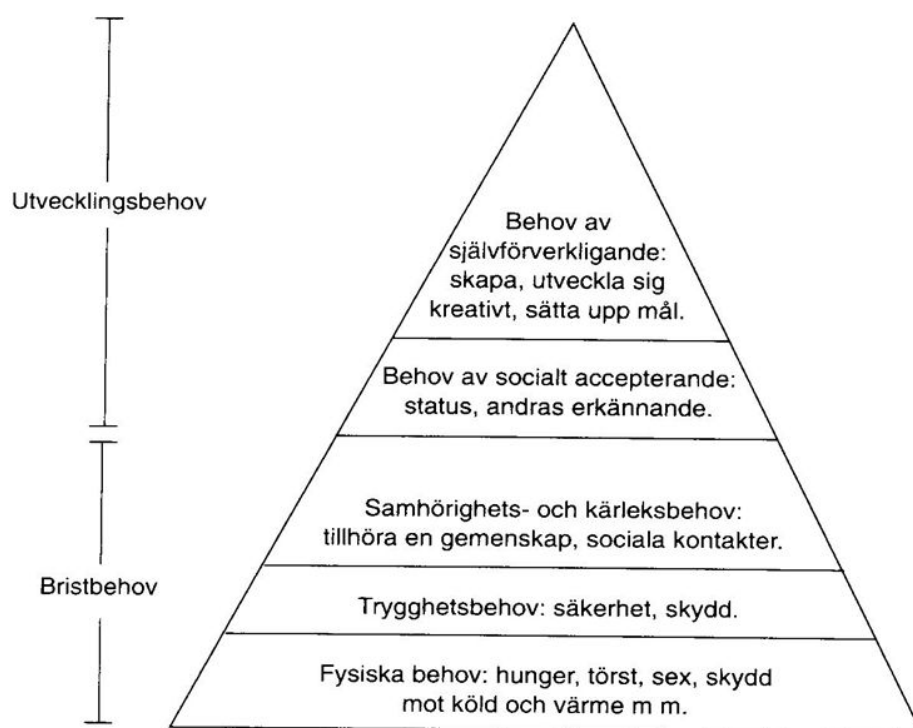 Utvecklingsbehov
Behov av
självförverkligande:
skapa, utveckla sig
kreativt, sätta upp mål.
Behov av socialt accepterande:
status, andras erkännande.
Samhörighets- och kärleksbehov:
tillhöra en gemenskap, sociala kontakter.
Bristbehov
Trygghetsbehov: säkerhet, skydd.
Fysiska behov: hunger, törst, sex, skydd
mot köld och värme m m.